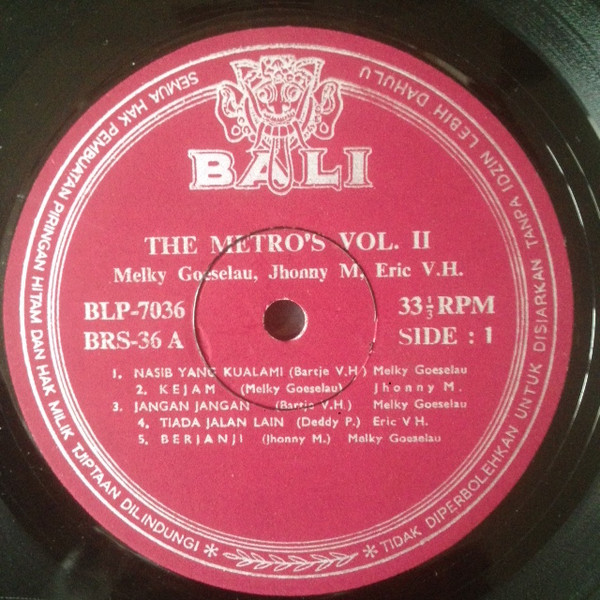 SEMUA HAK PEMBUATAN PIRINGAN HITAM DAN HAK MILIK TJIPTAAN DILINDUNGI * * TIDAK DIPERBOLEHKAN UNTUK DISIARKAN TANPA IDZIN LEBIH DAHULU
BALI
THE METRO'S VOL. II
Melky Goeselau, Jhonny M, Eric V.H.
BLP-7036 33⅓ RPM
BRS-36 A SIDE : 1
1. NASIB YANG KUALAMI (Bartje V.H) Melky Goeselau
2. KEJAM (Melky Goeselau) Jhonny M.
3. JANGAN JANGAN (Bartje V.H) Melky Goeselau
4. TIADA JALAN LAIN (Deddy P.) Eric V H.
5. BERJANJI (Jhonny M.) Melky Goeselau